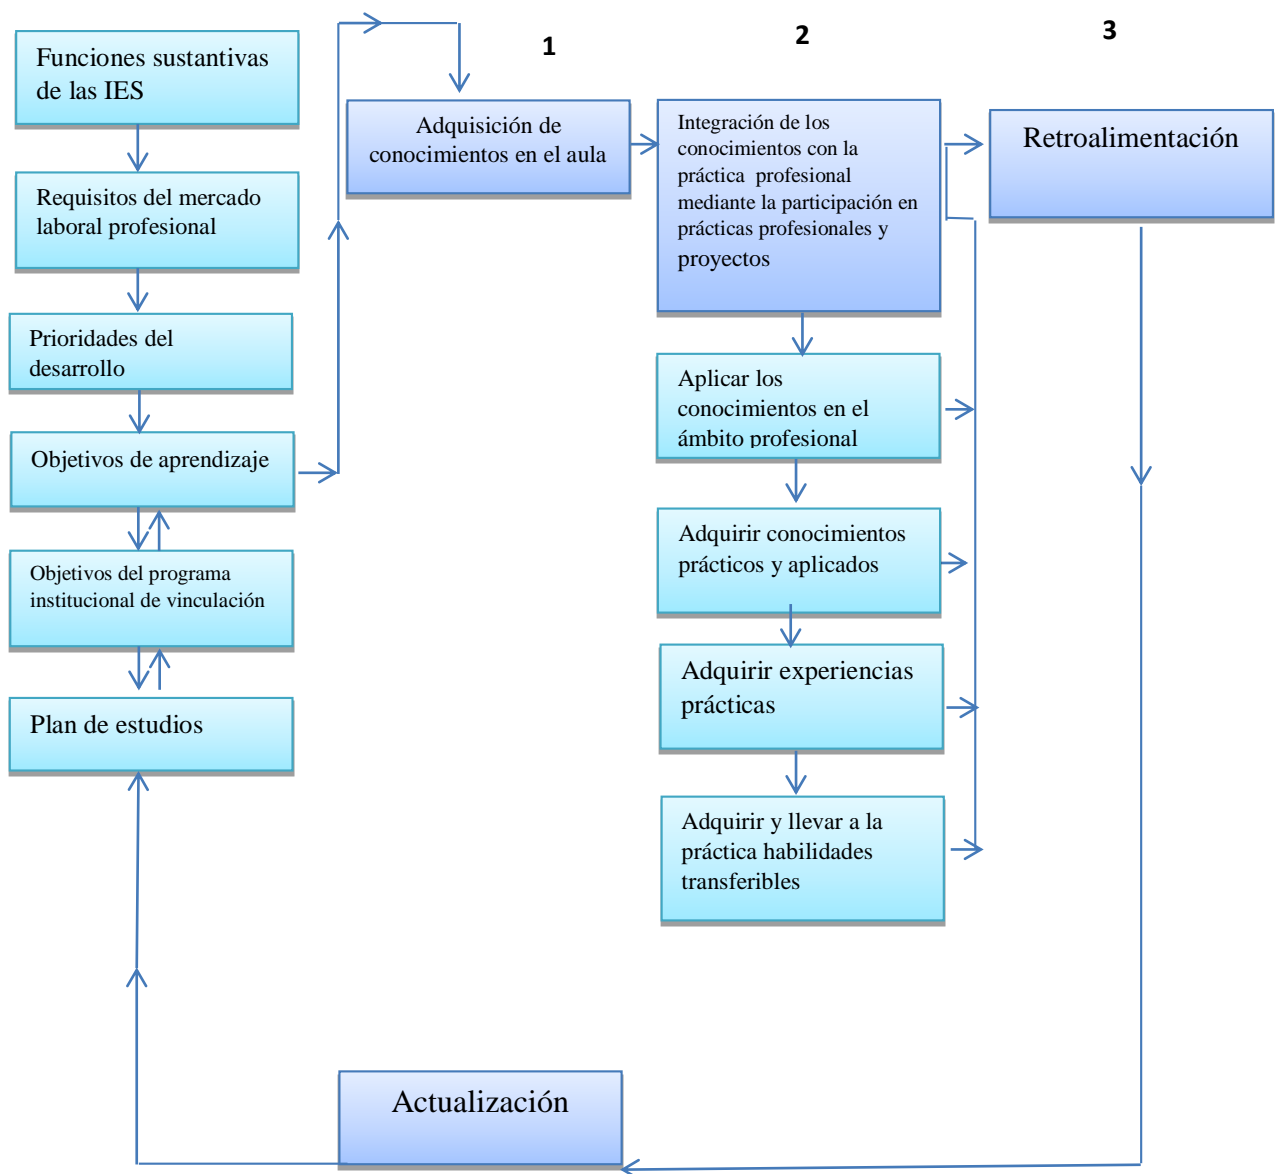 Funciones sustantivas
de las IES
Requisitos del mercado
laboral profesional
Prioridades del
desarrollo
Objetivos de aprendizaje
Objetivos del programa
institucional de vinculación
Plan de estudios
1
Adquisición de
conocimientos en el aula
2
Integración de los
conocimientos con la
práctica profesional
mediante la participación en
prácticas profesionales y
proyectos
Aplicar los
conocimientos en el
ámbito profesional
Adquirir conocimientos
prácticos y aplicados
Adquirir experiencias
prácticas
Adquirir y llevar a la
práctica habilidades
transferibles
3
Retroalimentación
Actualización